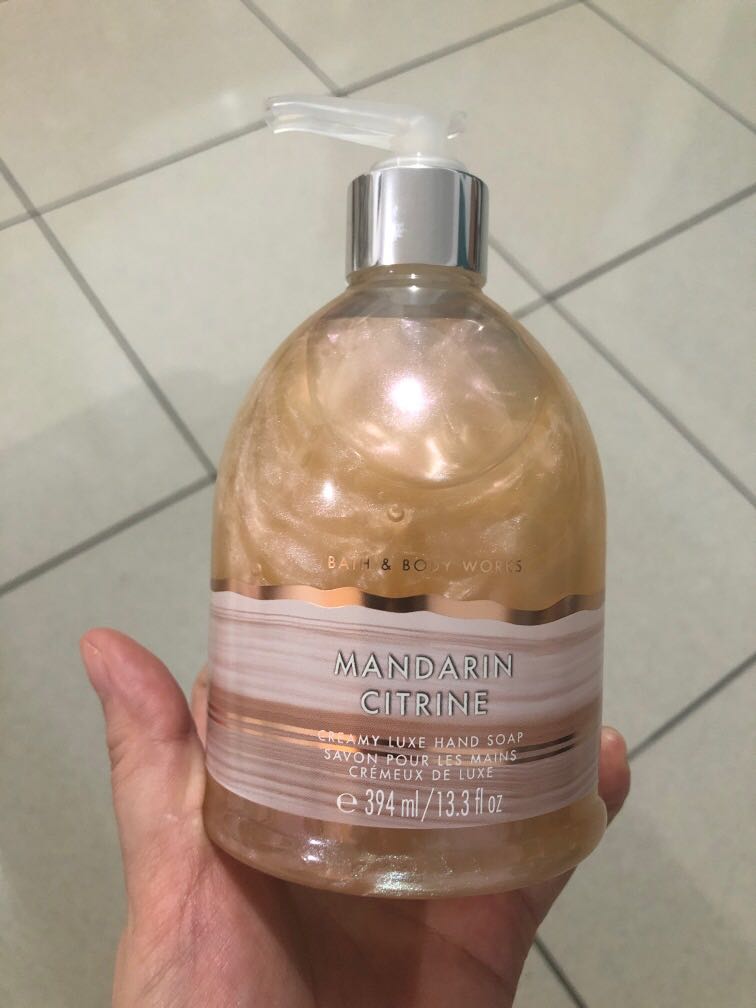 BATH & BODY WORKS
MANDARIN
CITRINE
CREAMY LUXE HAND SOAP
SAVON POUR LES MAINS
CRÉMEUX DE LUXE
℮ 394 ml/13.3 fl oz